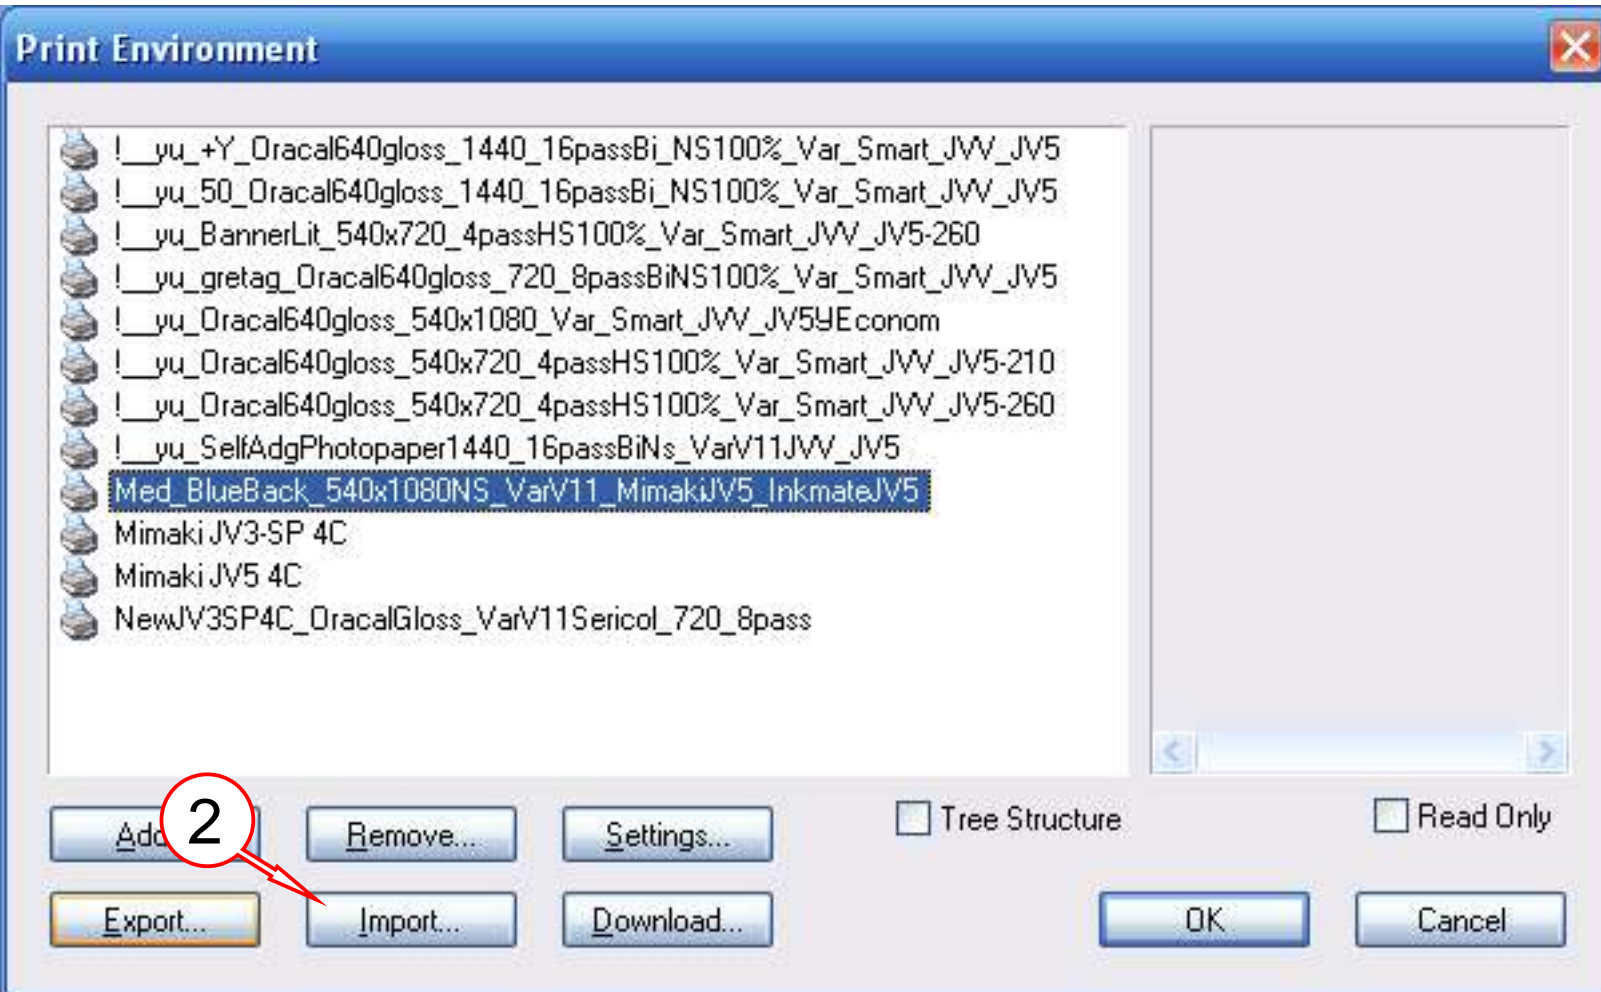 Print Environment
!__yu_+Y_Oracal640gloss_1440_16passBi_NS100%_Var_Smart_JVV_JV5
!__yu_50_Oracal640gloss_1440_16passBi_NS100%_Var_Smart_JVV_JV5
!__yu_BannerLit_540x720_4passHS100%_Var_Smart_JVV_JV5-260
!__yu_gretag_Oracal640gloss_720_8passBiNS100%_Var_Smart_JVV_JV5
!__yu_Oracal640gloss_540x1080_Var_Smart_JVV_JV5УEconom
!__yu_Oracal640gloss_540x720_4passHS100%_Var_Smart_JVV_JV5-210
!__yu_Oracal640gloss_540x720_4passHS100%_Var_Smart_JVV_JV5-260
!__yu_SelfAdgPhotopaper1440_16passBiNs_VarV11JVV_JV5
Med_BlueBack_540x1080NS_VarV11_MimakiJV5_InkmateJV5
Mimaki JV3-SP 4C
Mimaki JV5 4C
NewJV3SP4C_OracalGloss_VarV11Sericol_720_8pass
Add 2 Remove... Settings... Tree Structure Read Only
Export... Import... Download... OK Cancel